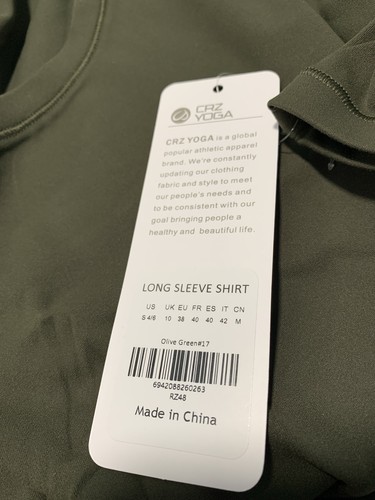 CRZ
YOGA
CRZ YOGA is a global
popular athletic apparel
brand. We're constantly
updating our clothing
fabric and style to meet
our people's needs and
to be consistent with our
goal bringing people a
healthy and beautiful life.
LONG SLEEVE SHIRT
US UK EU FR ES IT CN
S 4/6 10 38 40 40 42 M
Olive Green#17
6942088260263
RZ48
Made in China